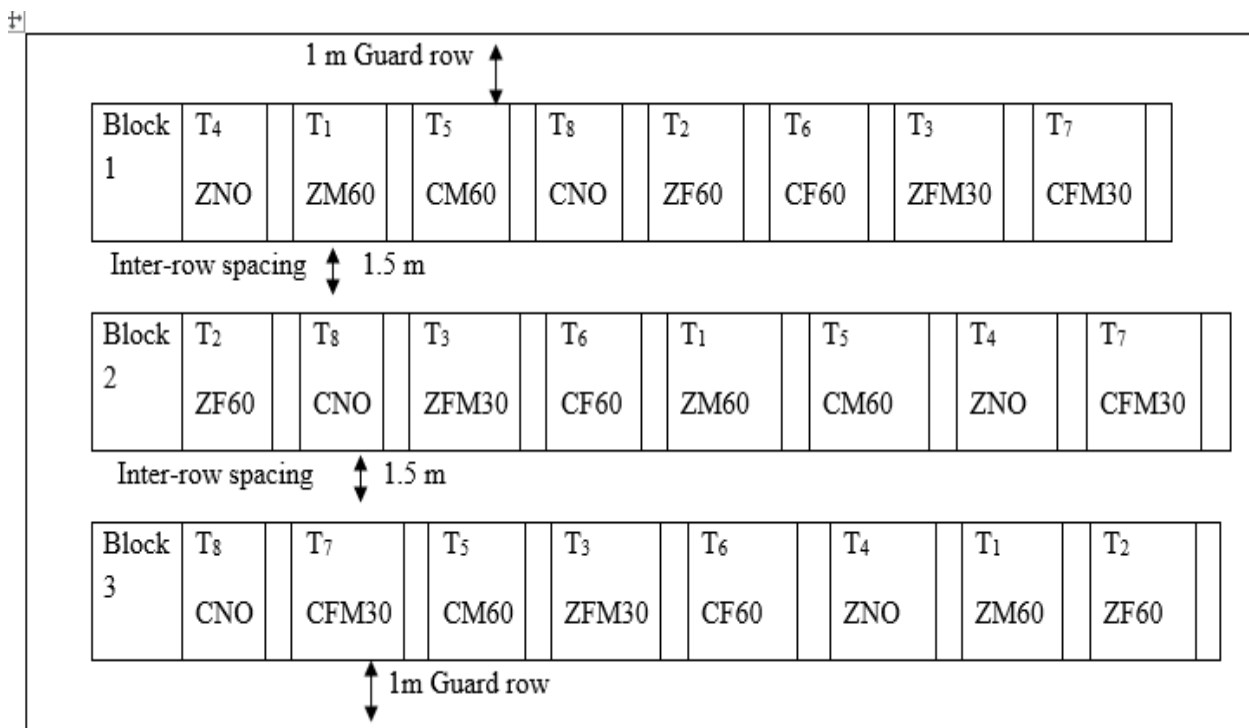 1 m Guard row
Block T₄ T₁ T₅ T₈ T₂ T₆ T₃ T₇
1 ZNO ZM60 CM60 CNO ZF60 CF60 ZFM30 CFM30
Inter-row spacing 1.5 m
Block T₂ T₈ T₃ T₆ T₁ T₅ T₄ T₇
2 ZF60 CNO ZFM30 CF60 ZM60 CM60 ZNO CFM30
Inter-row spacing 1.5 m
Block T₈ T₇ T₅ T₃ T₆ T₄ T₁ T₂
3 CNO CFM30 CM60 ZFM30 CF60 ZNO ZM60 ZF60
1m Guard row